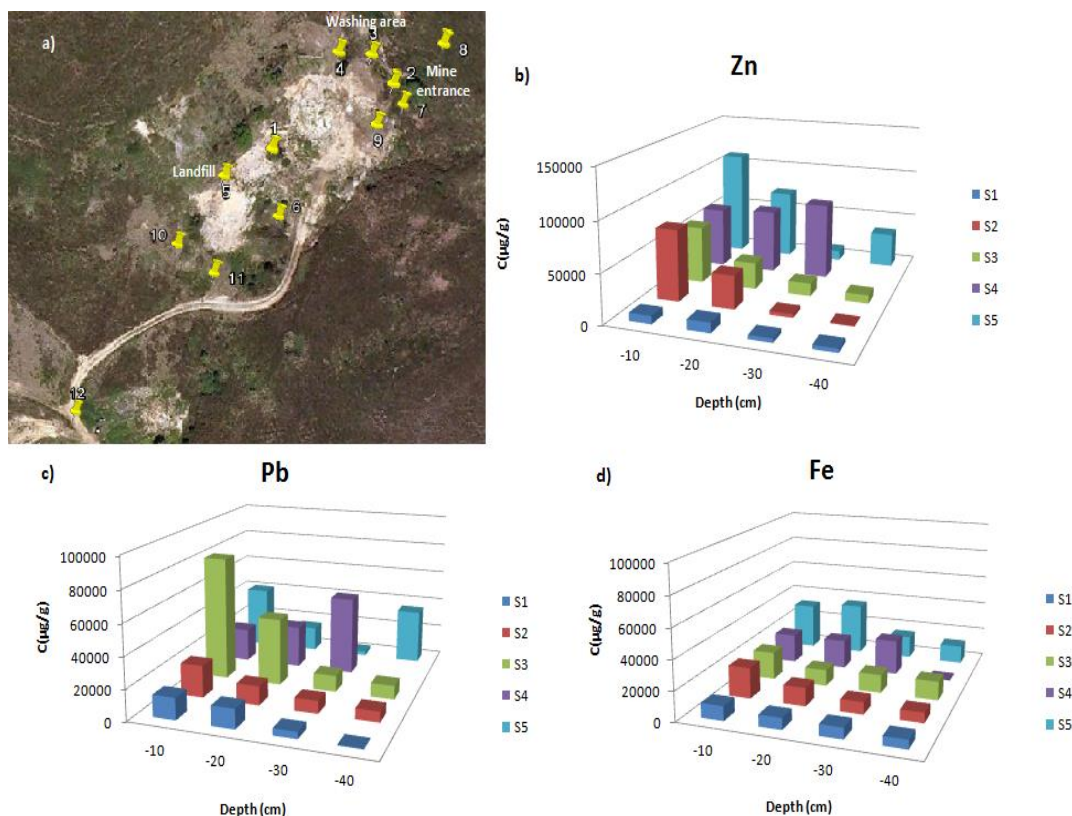 a)
Washing area
3
8
4
2
Mine
entrance
7
1
9
Landfill
5
6
10
11
12
b)
Zn
150000
100000
50000
0
C(µg/g)
-10
-20
-30
-40
Depth (cm)
S1
S2
S3
S4
S5
c)
Pb
100000
80000
60000
40000
20000
0
C(µg/g)
-10
-20
-30
-40
Depth (cm)
S1
S2
S3
S4
S5
d)
Fe
100000
80000
60000
40000
20000
0
C(µg/g)
-10
-20
-30
-40
Depth (cm)
S1
S2
S3
S4
S5